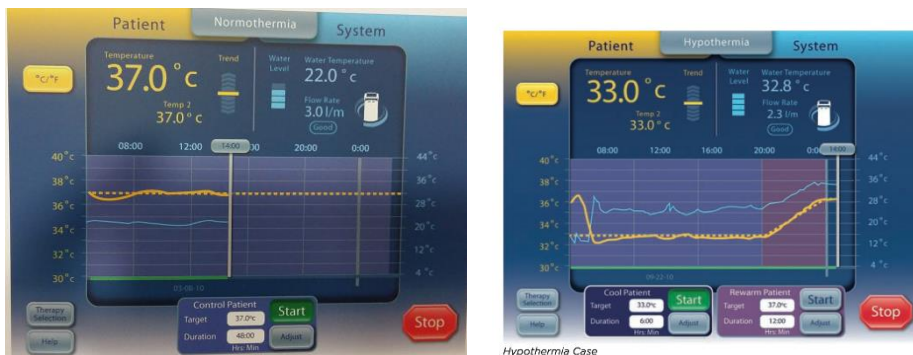 Patient
Normothermia
System
°C/°F
Temperature
37.0°c
Trend
Temp 2
37.0°c
Water
Level
Water Temperature
22.0°c
Flow Rate
3.0 l/m
Good
08:00 12:00 14:00 20:00 0:00
40°c 44°c
38°c 36°c
36°c 28°c
34°c 20°c
32°c 12°c
30°c 4°c
03-08-10
Therapy
Selection
Help
Control Patient
Target 37.0°c
Start
Duration 48:00
Hrs: Min
Adjust
Stop
Patient
Hypothermia
System
°C/°F
Temperature
33.0°c
Trend
Temp 2
33.0°c
Water
Level
Water Temperature
32.8°c
Flow Rate
2.3 l/m
Good
08:00 12:00 16:00 20:00 14:00
40°c 44°c
38°c 36°c
36°c 28°c
34°c 20°c
32°c 12°c
30°c 4°c
09-22-10
Therapy
Selection
Help
Cool Patient
Target 33.0°c
Start
Duration 6:00
Hrs: Min
Adjust
Rewarm Patient
Target 37.0°c
Start
Duration 12:00
Hrs: Min
Adjust
Stop
Hypothermia Case